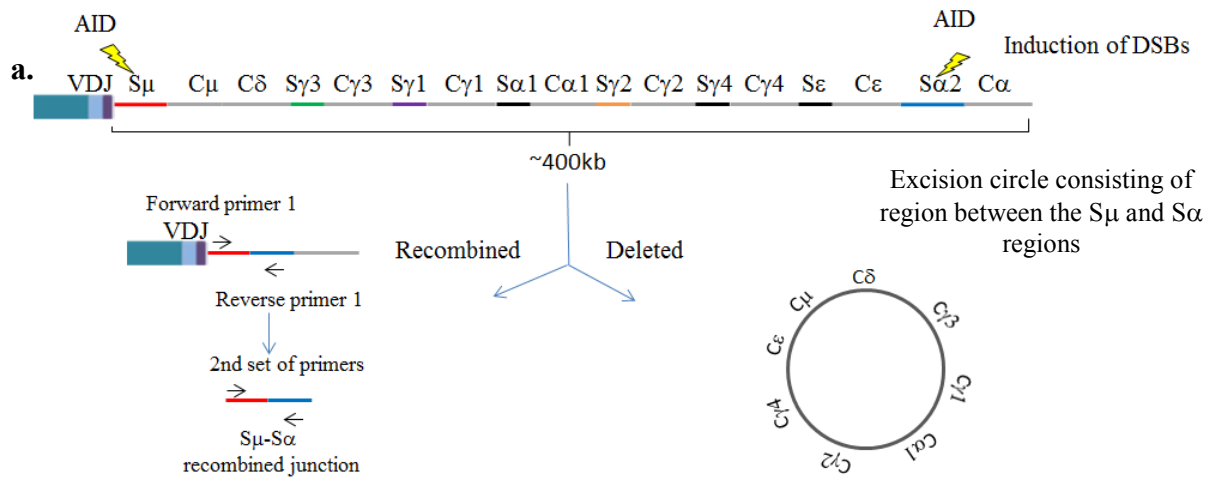 AID
AID
Induction of DSBs
a.
VDJ Sμ Cμ Cδ Sγ3 Cγ3 Sγ1 Cγ1 Sα1 Cα1 Sγ2 Cγ2 Sγ4 Cγ4 Sε Cε Sα2 Cα
~400kb
Excision circle consisting of
region between the Sμ and Sα
regions
Forward primer 1
VDJ
Recombined
Deleted
Reverse primer 1
2nd set of primers
Sμ-Sα
recombined junction
Cδ
Cγ3
Cγ1
Cα1
Cγ2
Cγ4
Cε
Cμ